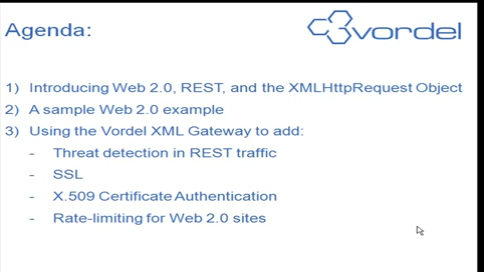 Agenda:
vordel
1) Introducing Web 2.0, REST, and the XMLHttpRequest Object
2) A sample Web 2.0 example
3) Using the Vordel XML Gateway to add:
- Threat detection in REST traffic
- SSL
- X.509 Certificate Authentication
- Rate-limiting for Web 2.0 sites